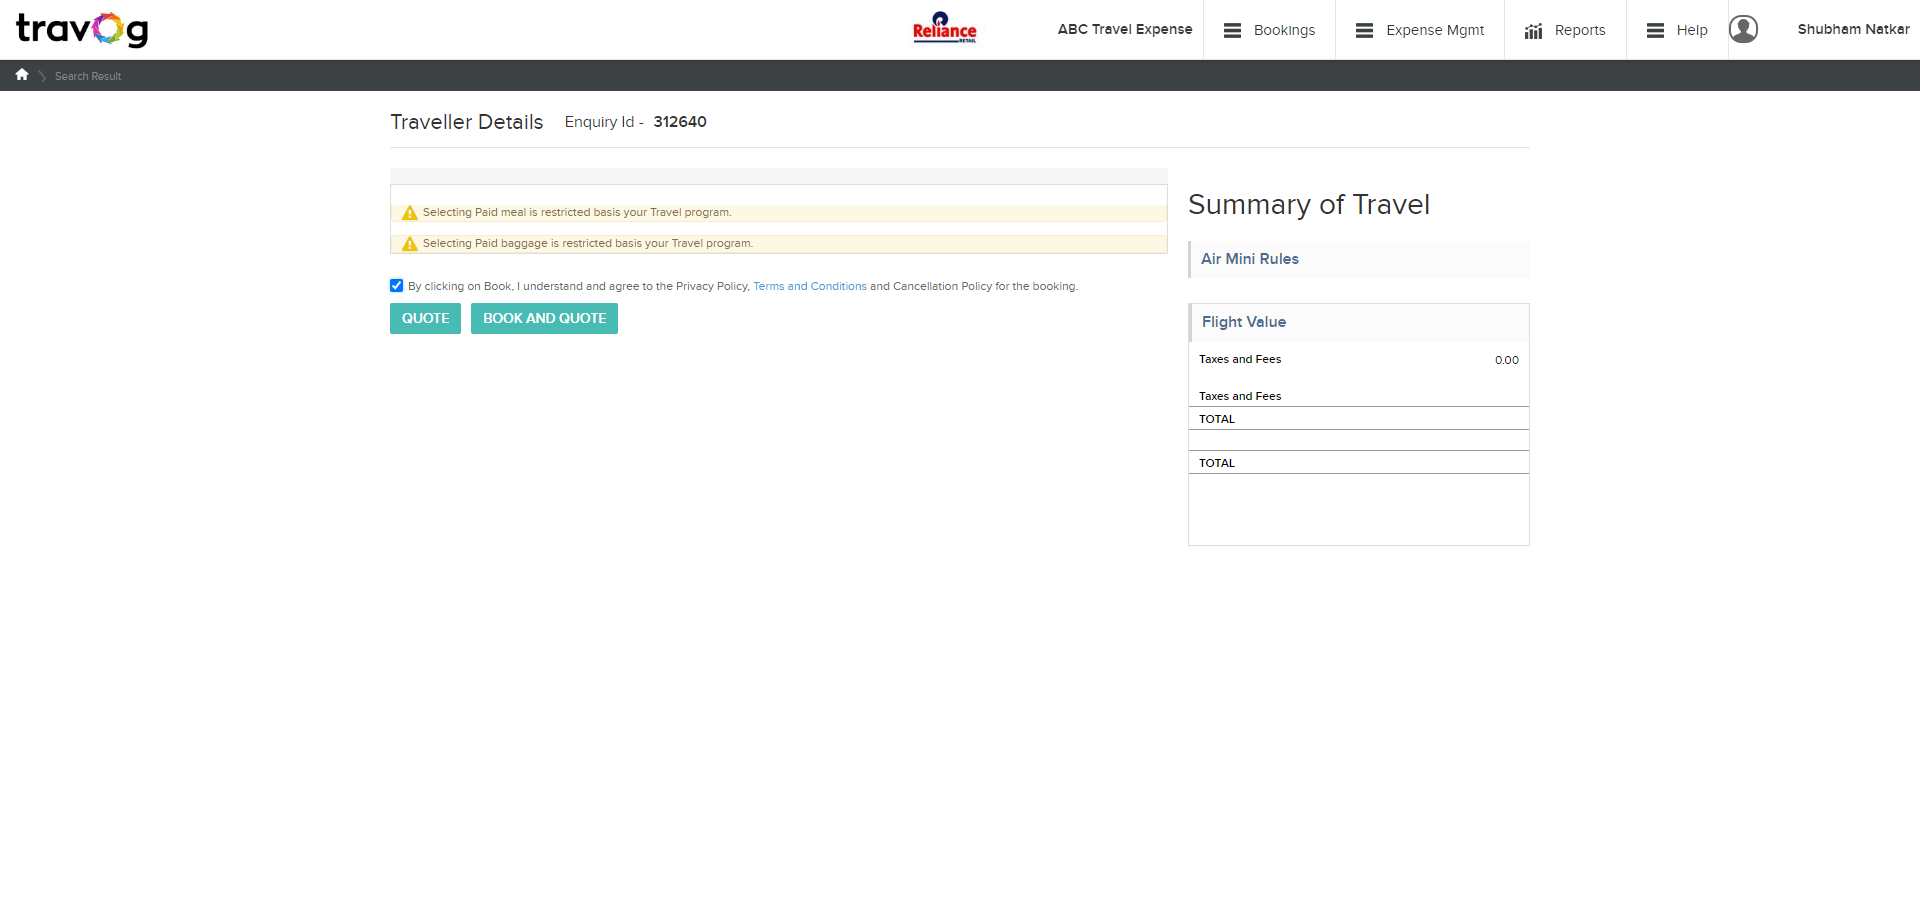 travog
Reliance
RETAIL
ABC Travel Expense
Bookings
Expense Mgmt
Reports
Help
Shubham Natkar
Search Result
Traveller Details
Enquiry Id - 312640
Selecting Paid meal is restricted basis your Travel program.
Selecting Paid baggage is restricted basis your Travel program.
By clicking on Book, I understand and agree to the Privacy Policy, Terms and Conditions and Cancellation Policy for the booking.
QUOTE
BOOK AND QUOTE
Summary of Travel
Air Mini Rules
Flight Value
Taxes and Fees 0.00
Taxes and Fees
TOTAL
TOTAL